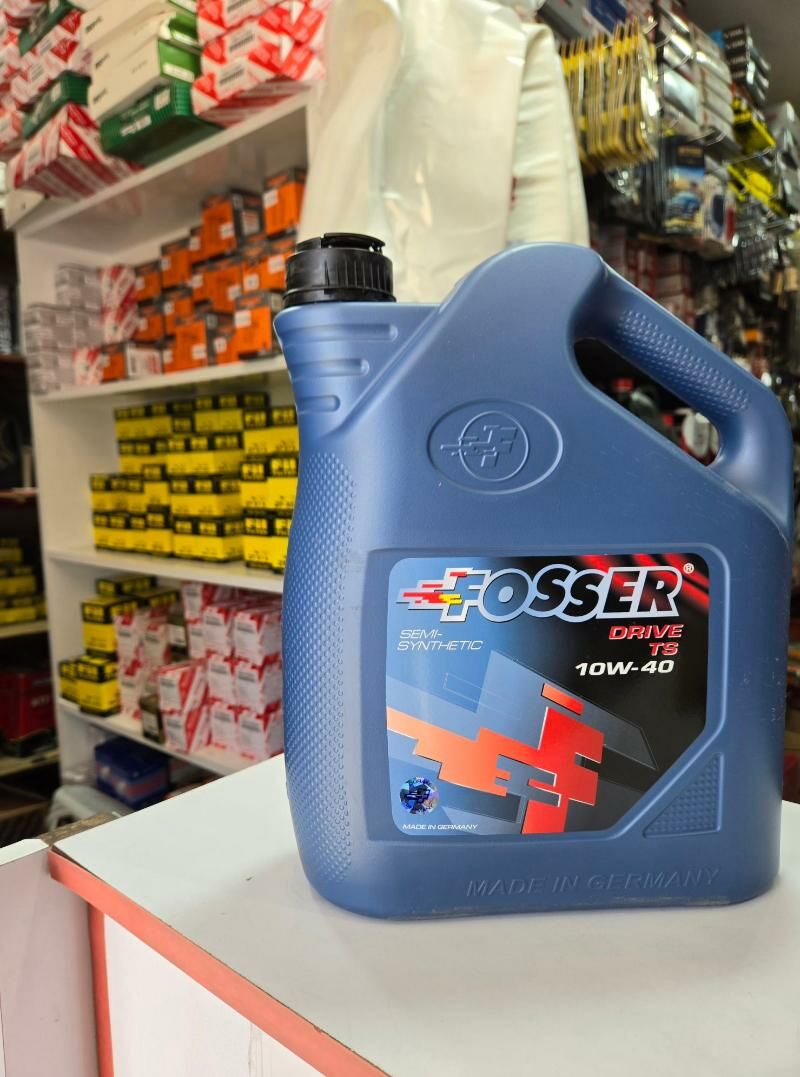 FOSSER®
SEMI-
SYNTHETIC
DRIVE
TS
10W-40
MADE IN GERMANY
MADE IN GERMANY